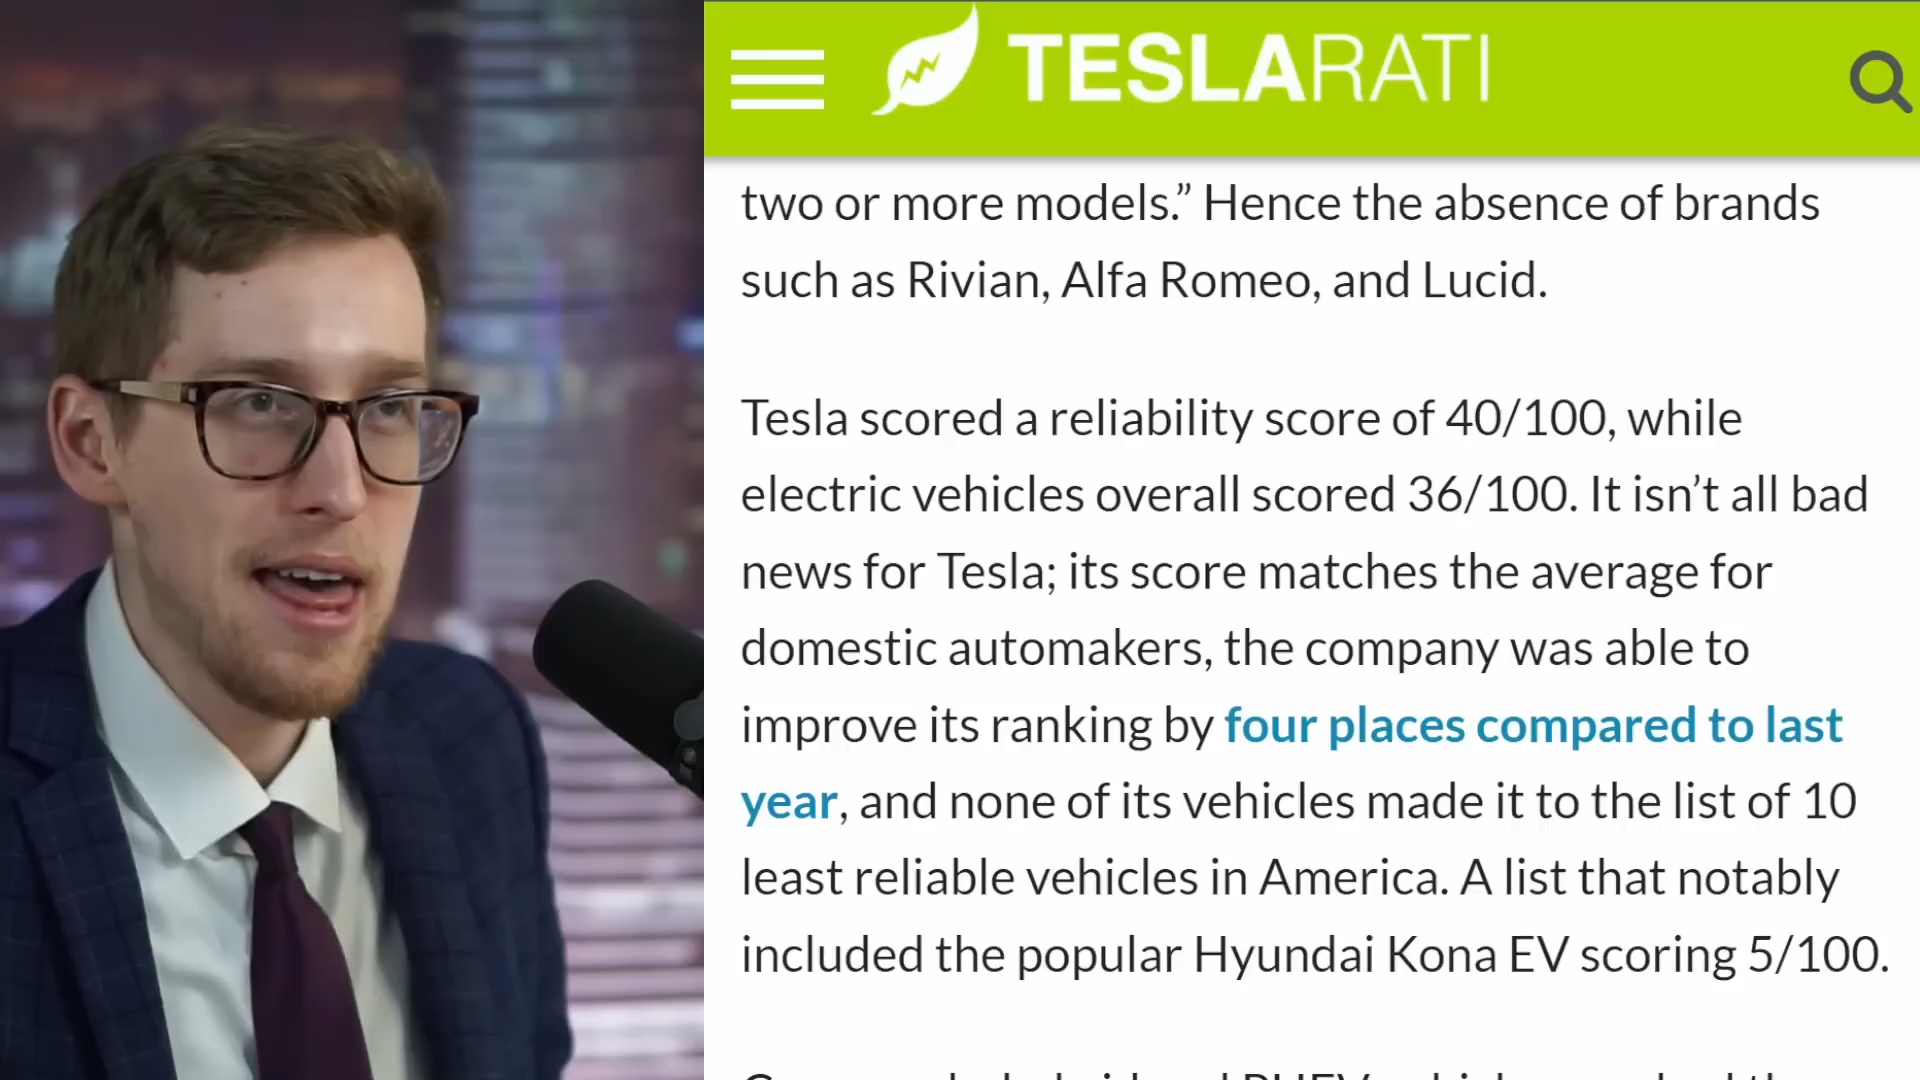 TESLARATI
two or more models.” Hence the absence of brands
such as Rivian, Alfa Romeo, and Lucid.
Tesla scored a reliability score of 40/100, while
electric vehicles overall scored 36/100. It isn’t all bad
news for Tesla; its score matches the average for
domestic automakers, the company was able to
improve its ranking by four places compared to last
year, and none of its vehicles made it to the list of 10
least reliable vehicles in America. A list that notably
included the popular Hyundai Kona EV scoring 5/100.